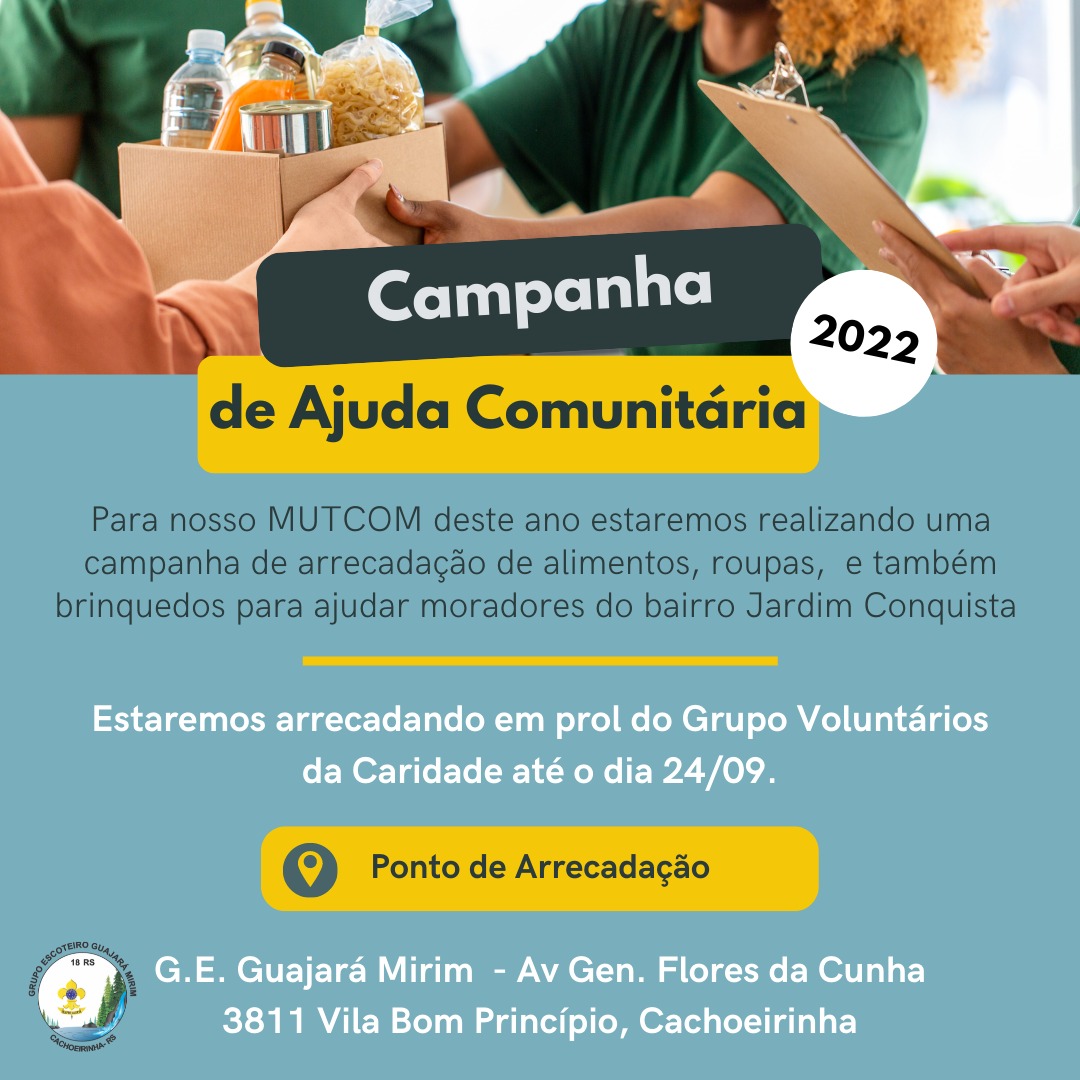 Campanha
2022
de Ajuda Comunitária
Para nosso MUTCOM deste ano estaremos realizando uma
campanha de arrecadação de alimentos, roupas,  e também
brinquedos para ajudar moradores do bairro Jardim Conquista
Estaremos arrecadando em prol do Grupo Voluntários
da Caridade até o dia 24/09.
Ponto de Arrecadação
G.E. Guajará Mirim  - Av Gen. Flores da Cunha
3811 Vila Bom Princípio, Cachoeirinha
GRUPO ESCOTEIRO GUAJARÁ MIRIM
18 RS
CACHOEIRINHA- RS